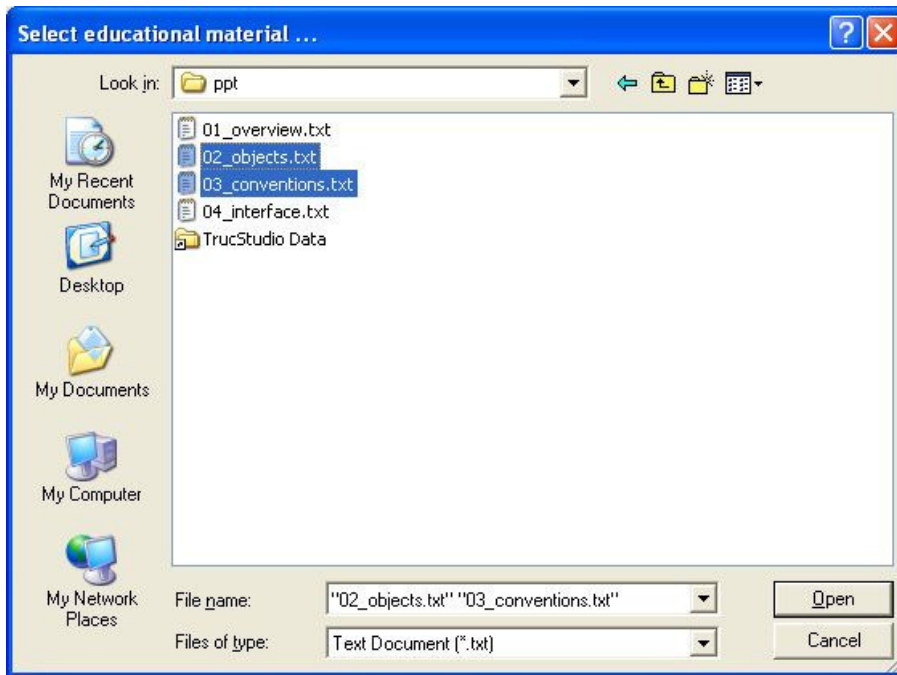 Select educational material ...
Look in:
ppt
01_overview.txt
02_objects.txt
03_conventions.txt
04_interface.txt
TrucStudio Data
My Recent
Documents
Desktop
My Documents
My Computer
My Network
Places
File name:
"02_objects.txt" "03_conventions.txt"
Open
Files of type:
Text Document (*.txt)
Cancel